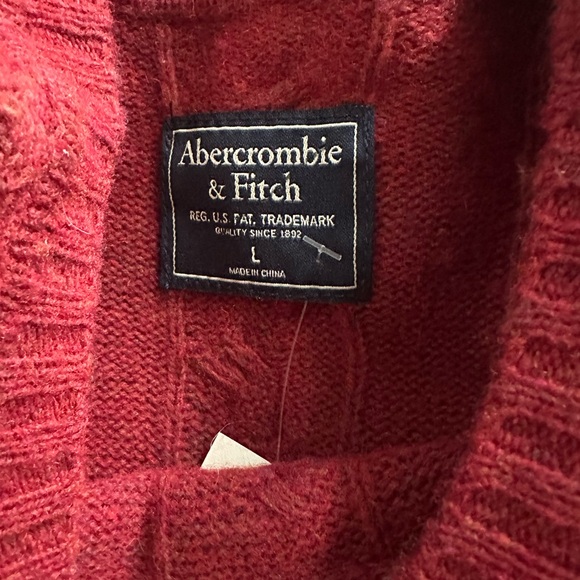 Abercrombie
& Fitch
REG. U.S. PAT. TRADEMARK
QUALITY SINCE 1892
L
MADE IN CHINA